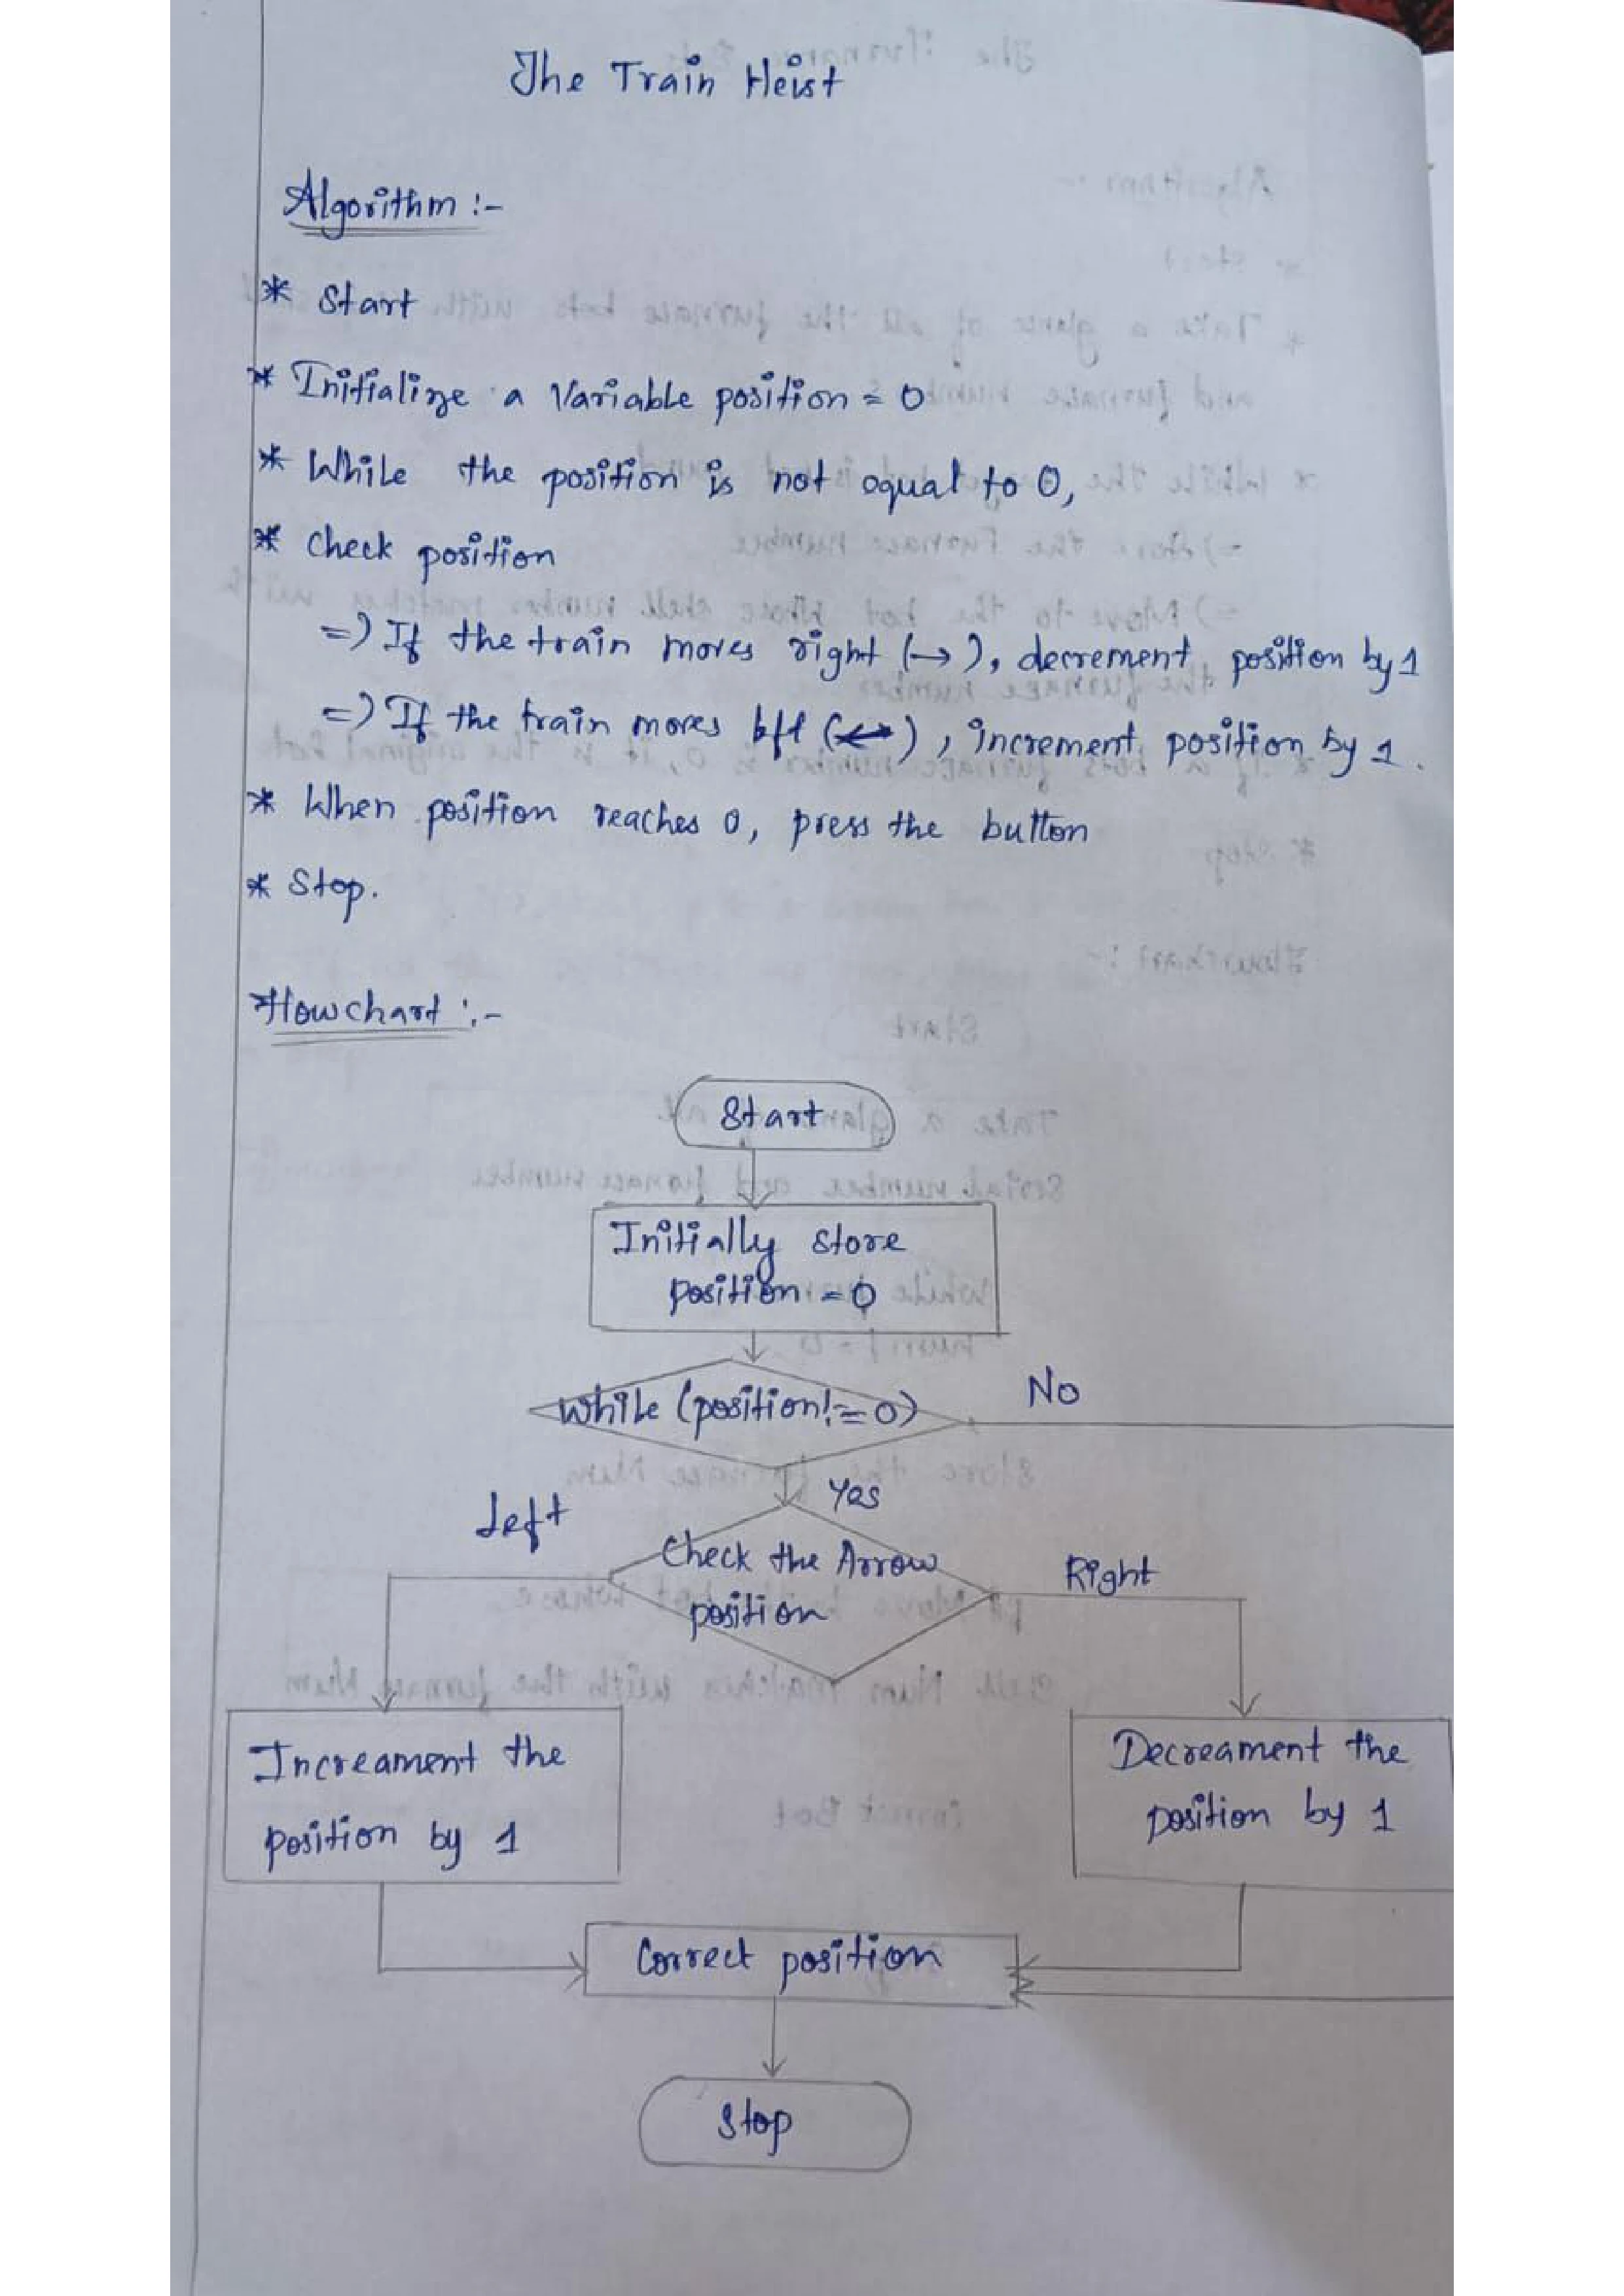 The Train Heist
Algorithm :-
* Start
* Initialize a Variable position = 0
* While the position is not equal to 0,
* Check position
=> If the train moves right (→), decrement position by 1
=> If the train moves left (↔), increment position by 1.
* When position reaches 0, press the button
* Stop.
Flowchart :-
Start
Initially store
position = 0
While (position != 0)
No
Yes
Left
Check the Arrow
position
Right
Increament the
position by 1
Decreament the
position by 1
Correct position
Stop